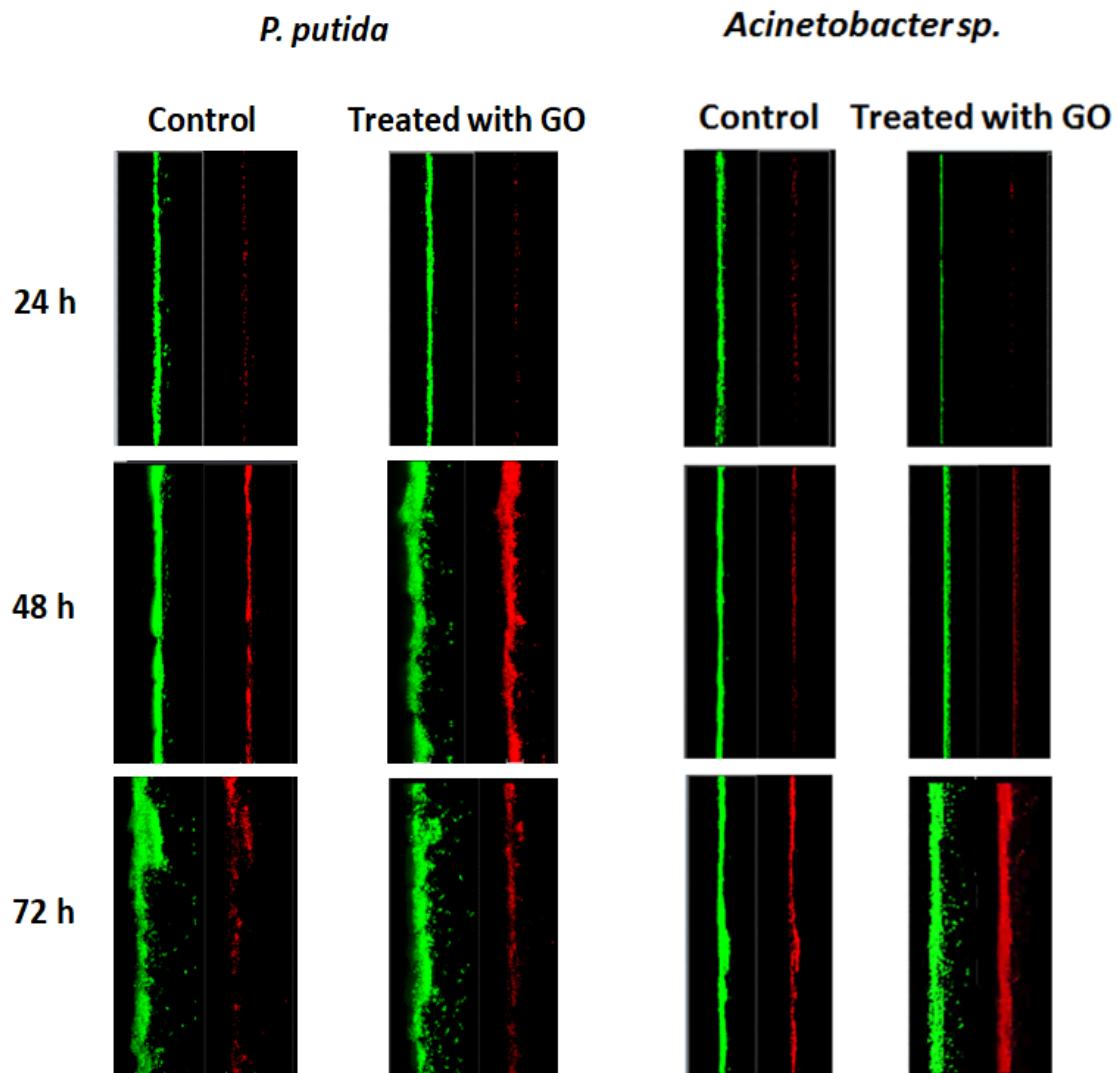 P. putida
Acinetobacter sp.
Control
Treated with GO
Control
Treated with GO
24 h
48 h
72 h